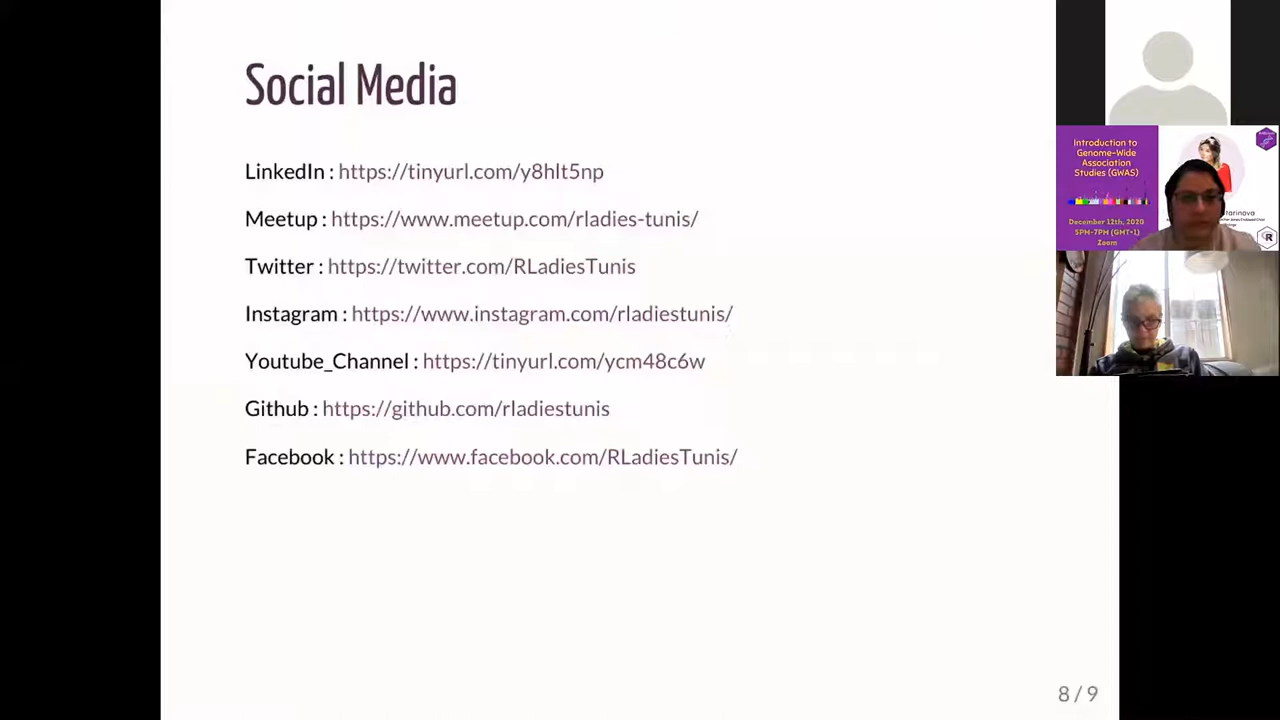 Social Media
LinkedIn : https://tinyurl.com/y8hlt5np
Meetup : https://www.meetup.com/rladies-tunis/
Twitter : https://twitter.com/RLadiesTunis
Instagram : https://www.instagram.com/rladiestunis/
Youtube_Channel : https://tinyurl.com/ycm48c6w
Github : https://github.com/rladiestunis
Facebook : https://www.facebook.com/RLadiesTunis/
8 / 9
Introduction to
Genome-Wide
Association
Studies (GWAS)
December 12th, 2020
5PM-7PM (GMT+1)
Zoom
R